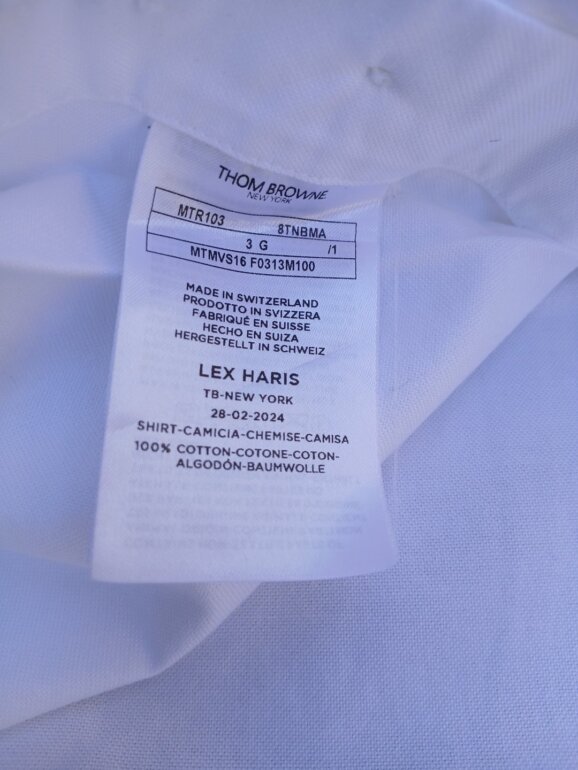 THOM BROWNE
NEW YORK
MTR103 8TNBMA
3 G /1
MTMVS16 F0313M100
MADE IN SWITZERLAND
PRODOTTO IN SVIZZERA
FABRIQUÉ EN SUISSE
HECHO EN SUIZA
HERGESTELLT IN SCHWEIZ
LEX HARIS
TB-NEW YORK
28-02-2024
SHIRT-CAMICIA-CHEMISE-CAMISA
100% COTTON-COTONE-COTON-
ALGODÓN-BAUMWOLLE